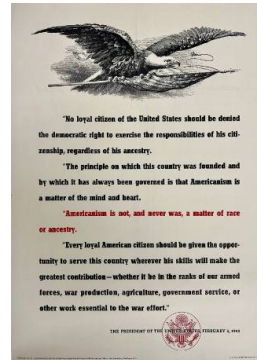 "No loyal citizen of the United States should be denied
the democratic right to exercise the responsibilities of his citi-
zenship, regardless of his ancestry.
"The principle on which this country was founded and
by which it has always been governed is that Americanism is
a matter of the mind and heart.
"Americanism is not, and never was, a matter of race
or ancestry.
"Every loyal American citizen should be given the oppor-
tunity to serve this country wherever his skills will make the
greatest contribution—whether it be in the ranks of our armed
forces, war production, agriculture, government service, or
other work essential to the war effort."
THE PRESIDENT OF THE UNITED STATES, FEBRUARY 3, 1943